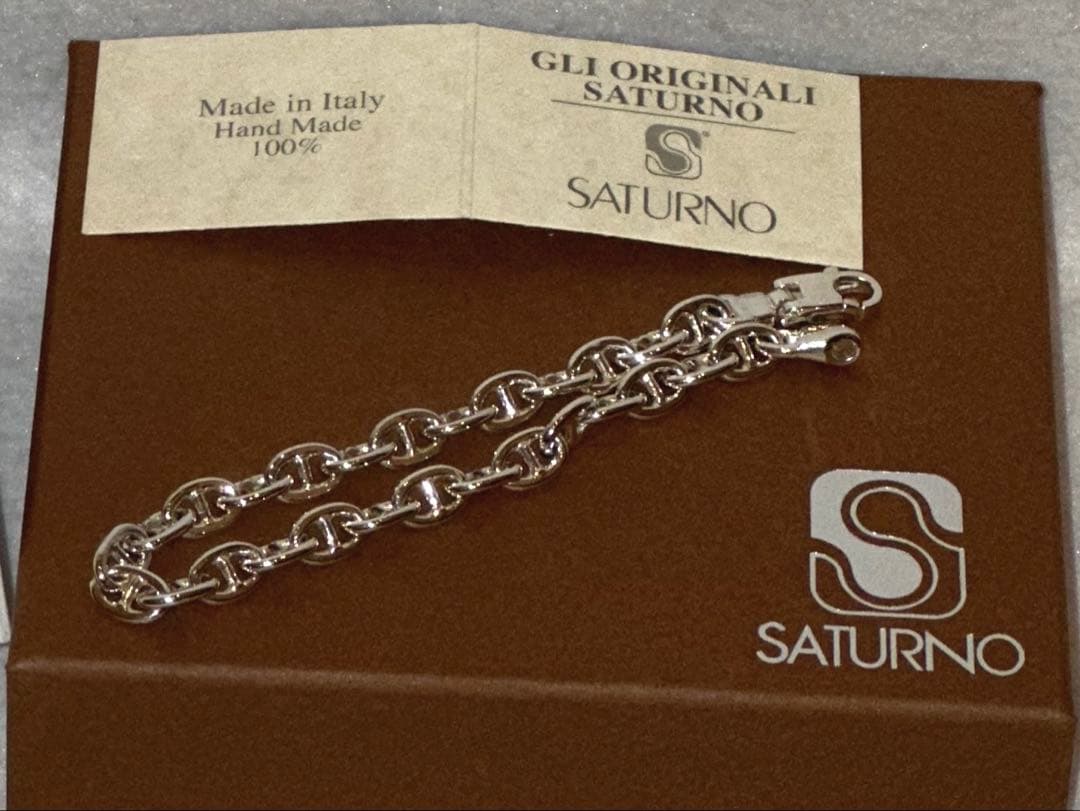 Made in Italy
Hand Made
100%
GLI ORIGINALI
SATURNO
SATURNO
SATURNO